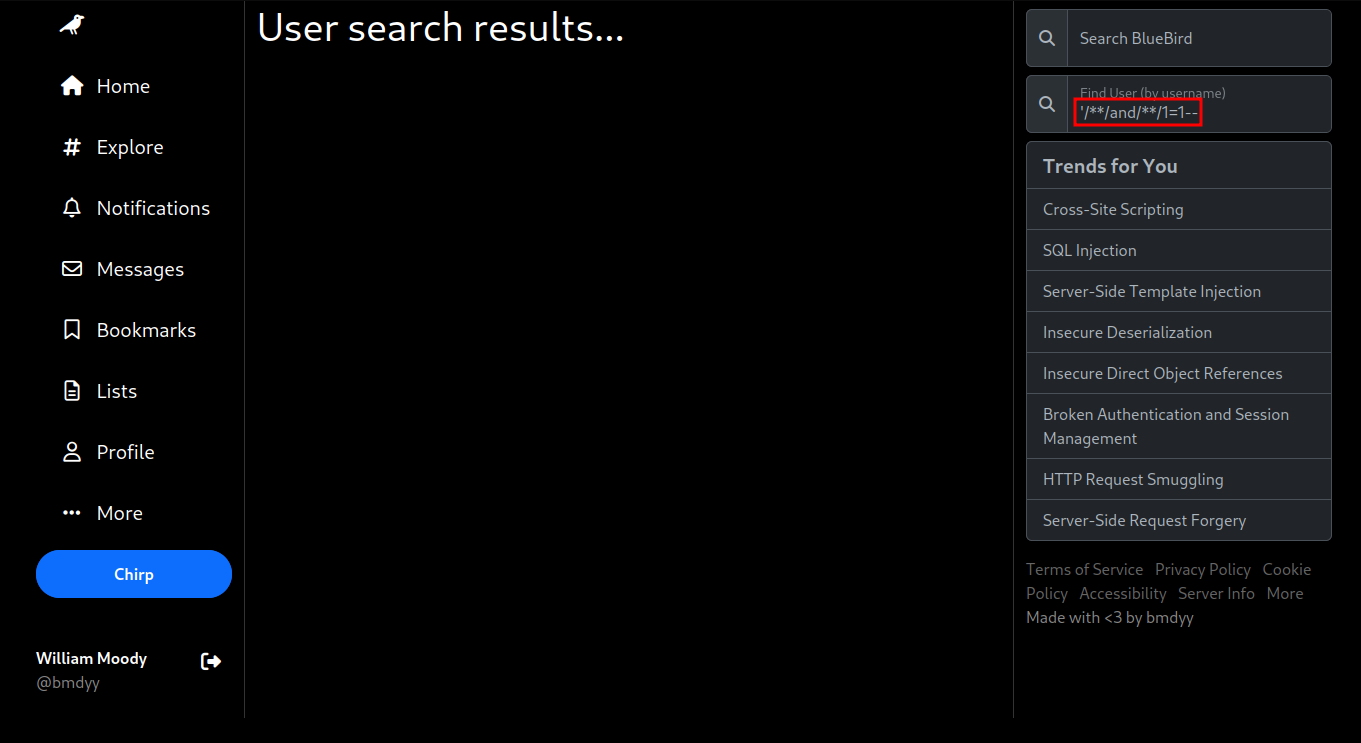 Home
Explore
Notifications
Messages
Bookmarks
Lists
Profile
More
Chirp
William Moody
@bmdyy
User search results...
Search BlueBird
Find User (by username)
'/**/and/**/1=1--
Trends for You
Cross-Site Scripting
SQL Injection
Server-Side Template Injection
Insecure Deserialization
Insecure Direct Object References
Broken Authentication and Session
Management
HTTP Request Smuggling
Server-Side Request Forgery
Terms of Service Privacy Policy Cookie
Policy Accessibility Server Info More
Made with <3 by bmdyy